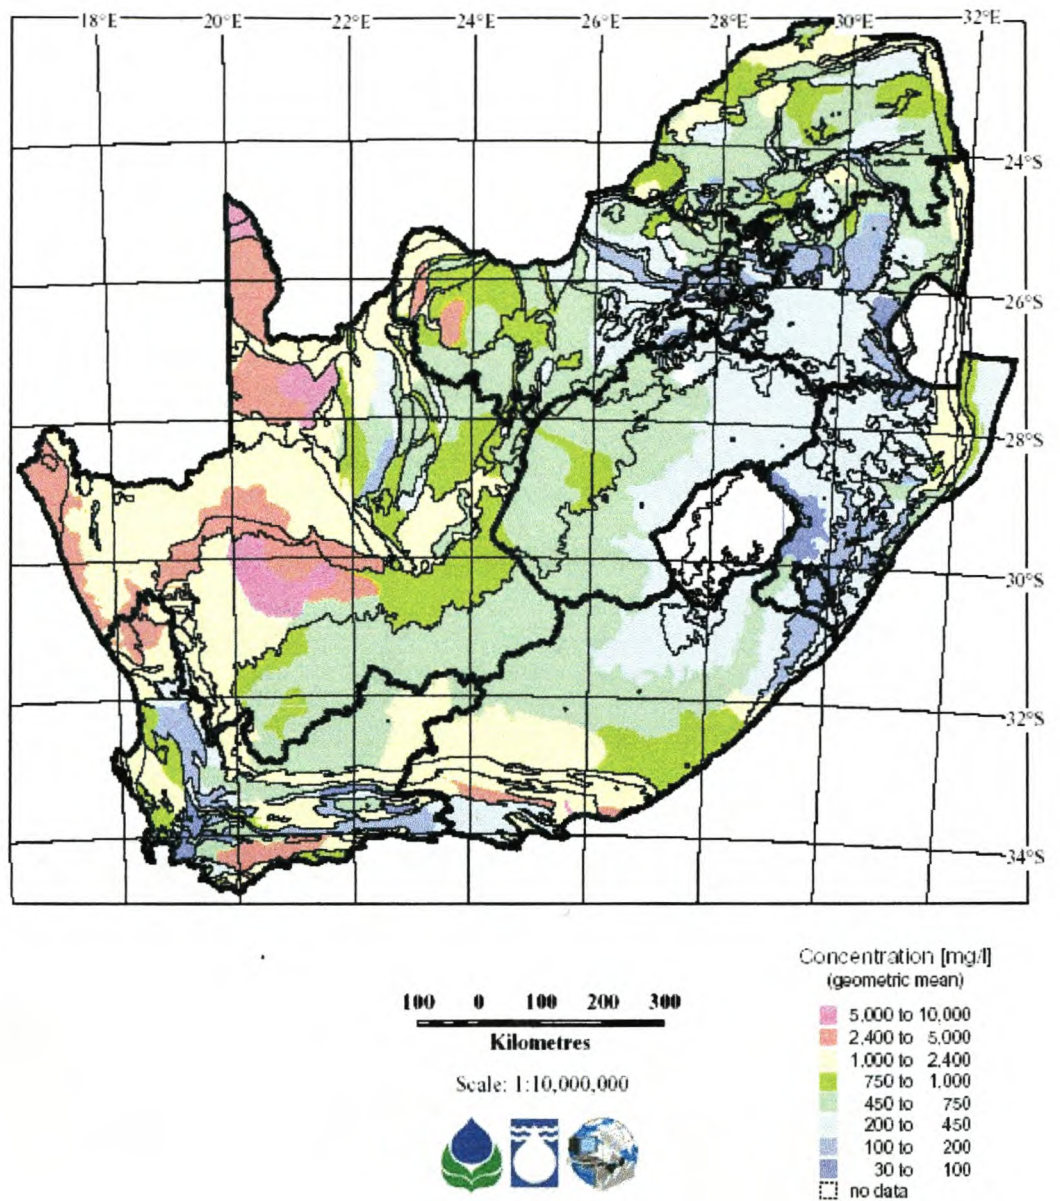 18°E 20°E 22°E 24°E 26°E 28°E 30°E 32°E
24°S
26°S
28°S
30°S
32°S
34°S
Concentration [mg/l]
(geometric mean)
5,000 to 10,000
2,400 to 5,000
1,000 to 2,400
750 to 1,000
450 to 750
200 to 450
100 to 200
30 to 100
no data
100 0 100 200 300
Kilometres
Scale: 1:10,000,000